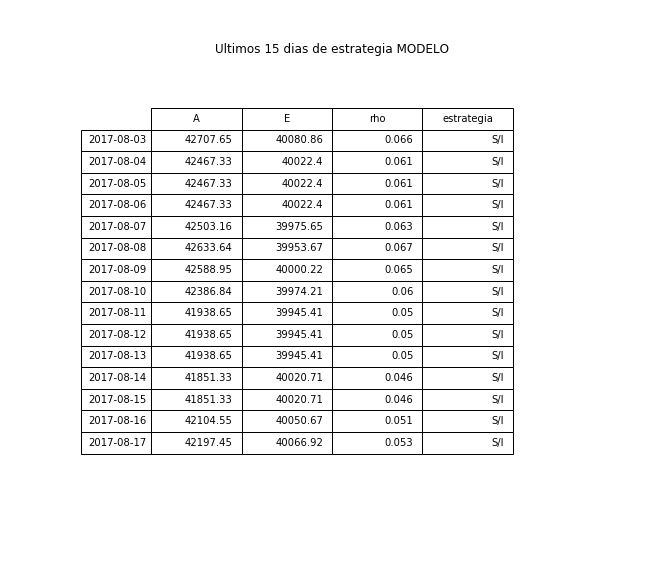 Ultimos 15 dias de estrategia MODELO
A E rho estrategia
2017-08-03 42707.65 40080.86 0.066 S/I
2017-08-04 42467.33 40022.4 0.061 S/I
2017-08-05 42467.33 40022.4 0.061 S/I
2017-08-06 42467.33 40022.4 0.061 S/I
2017-08-07 42503.16 39975.65 0.063 S/I
2017-08-08 42633.64 39953.67 0.067 S/I
2017-08-09 42588.95 40000.22 0.065 S/I
2017-08-10 42386.84 39974.21 0.06 S/I
2017-08-11 41938.65 39945.41 0.05 S/I
2017-08-12 41938.65 39945.41 0.05 S/I
2017-08-13 41938.65 39945.41 0.05 S/I
2017-08-14 41851.33 40020.71 0.046 S/I
2017-08-15 41851.33 40020.71 0.046 S/I
2017-08-16 42104.55 40050.67 0.051 S/I
2017-08-17 42197.45 40066.92 0.053 S/I